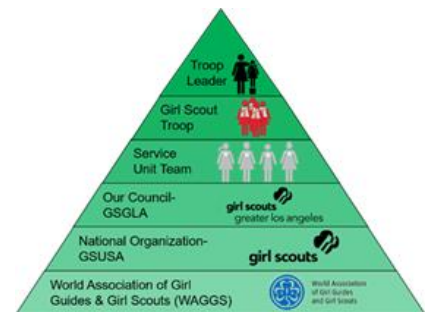 Troop
Leader
Girl Scout
Troop
Service
Unit Team
Our Council-
GSGLA
girl scouts
greater los angeles
National Organization-
GSUSA
girl scouts
World Association of Girl
Guides & Girl Scouts (WAGGS)
World Association
of Girl Guides
and Girl Scouts